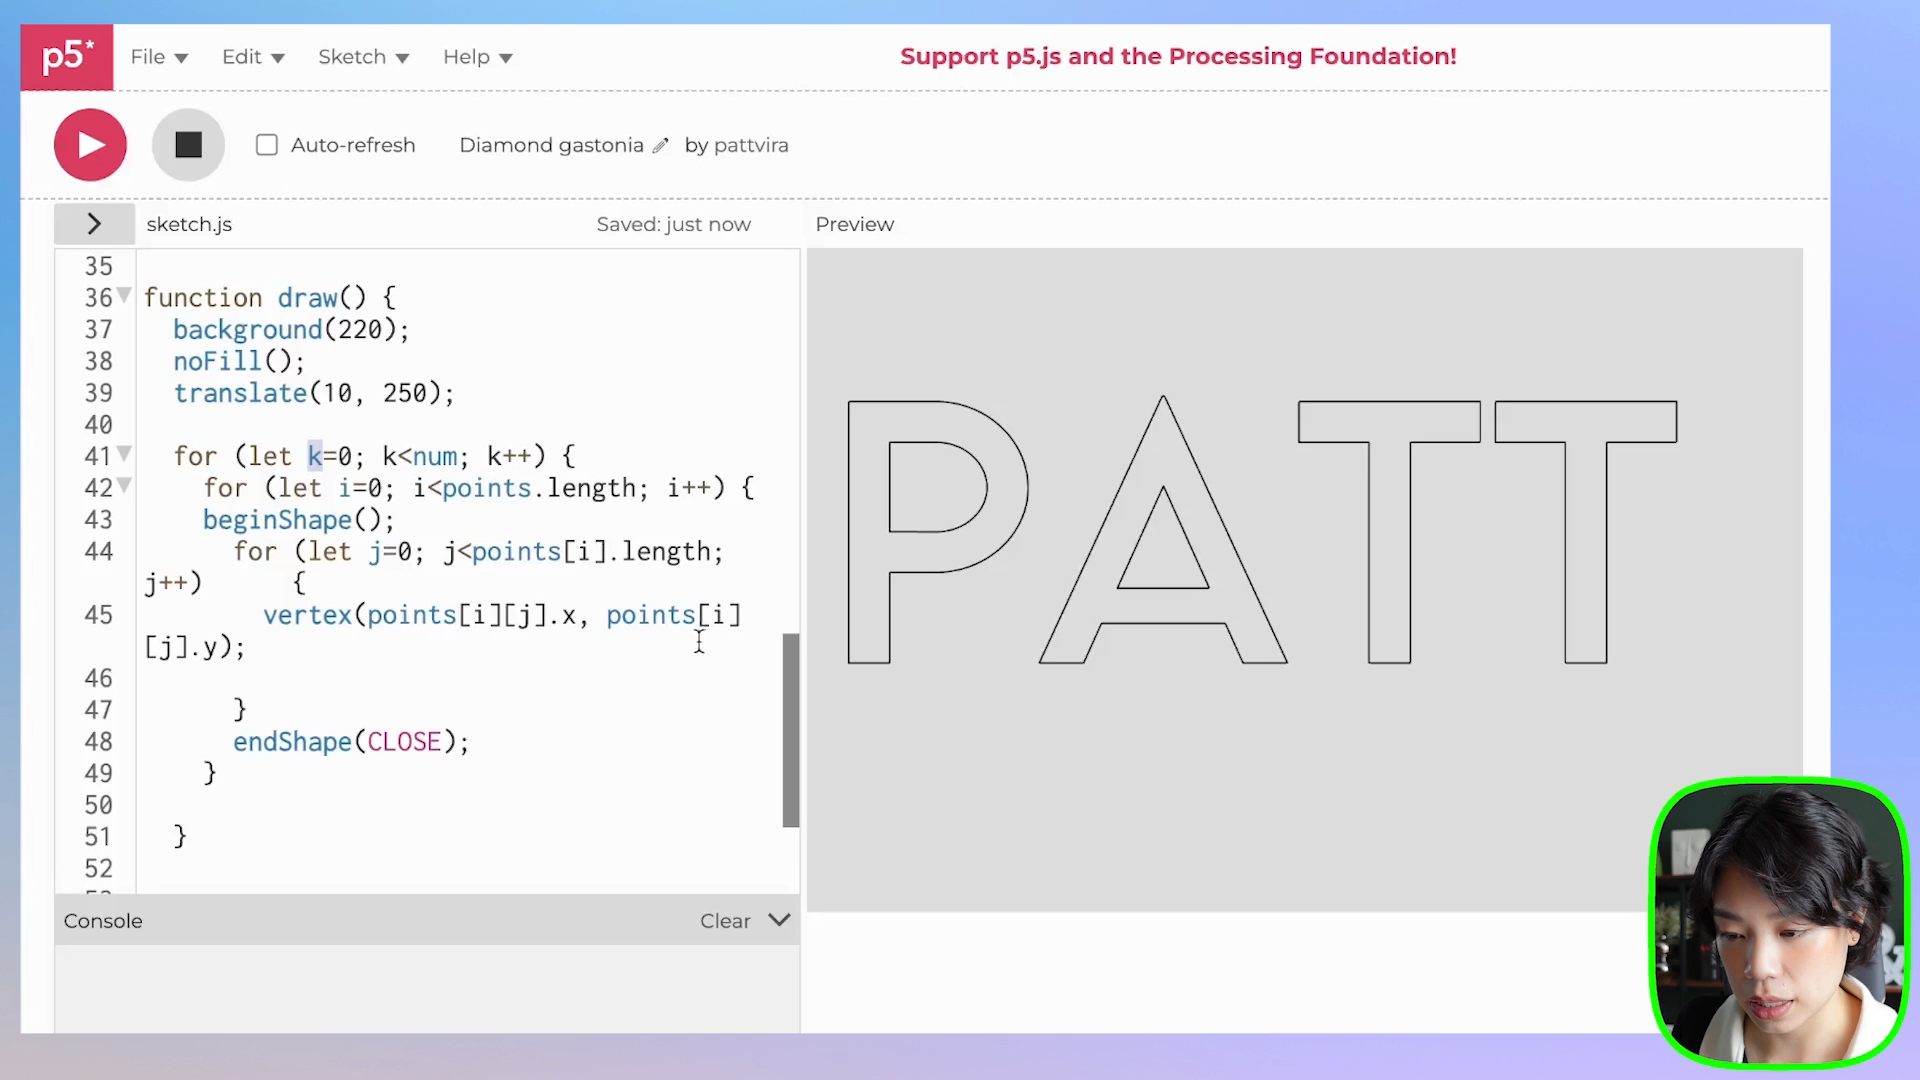 p5* File Edit Sketch Help Support p5.js and the Processing Foundation!
Auto-refresh Diamond gastonia by pattvira
> sketch.js Saved: just now Preview
35
36 function draw() {
37 background(220);
38 noFill();
39 translate(10, 250);
40
41 for (let k=0; k<num; k++) {
42 for (let i=0; i<points.length; i++) {
43 beginShape();
44 for (let j=0; j<points[i].length;
j++) {
45 vertex(points[i][j].x, points[i]
[j].y);
46
47 }
48 endShape(CLOSE);
49 }
50
51 }
52
Console Clear
PATT